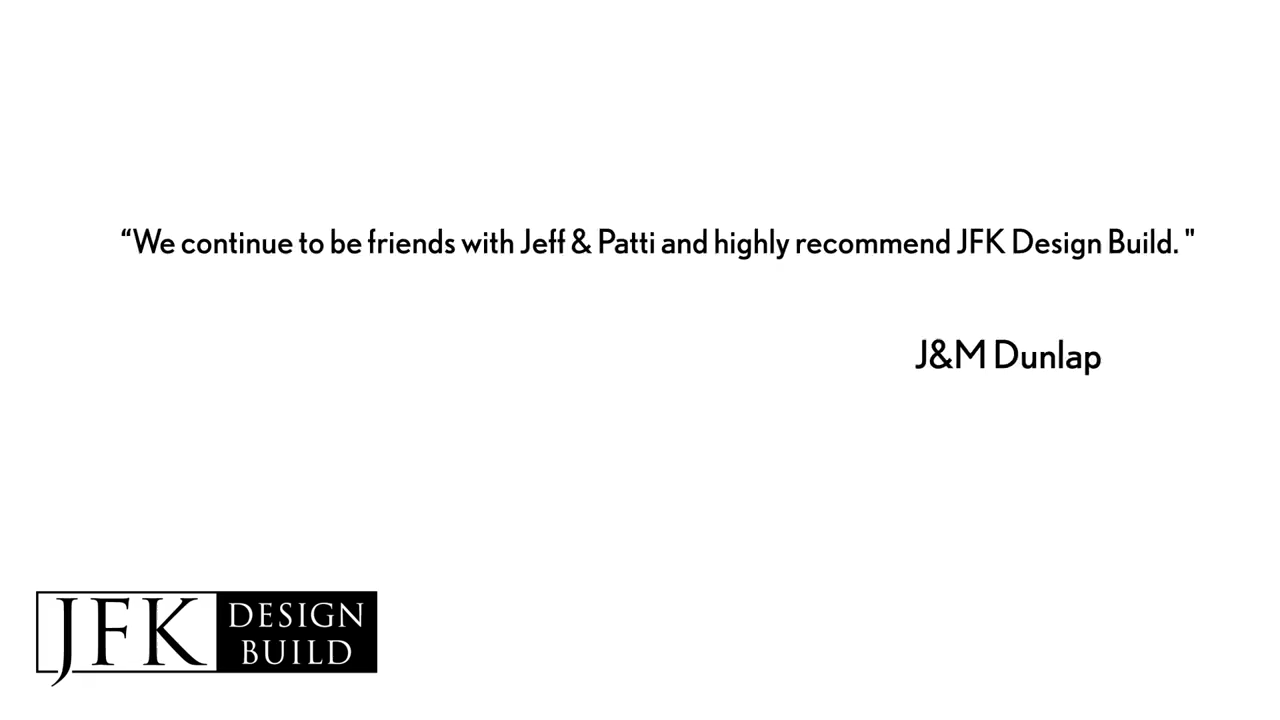 “We continue to be friends with Jeff & Patti and highly recommend JFK Design Build. "
J&M Dunlap
JFK DESIGN
BUILD